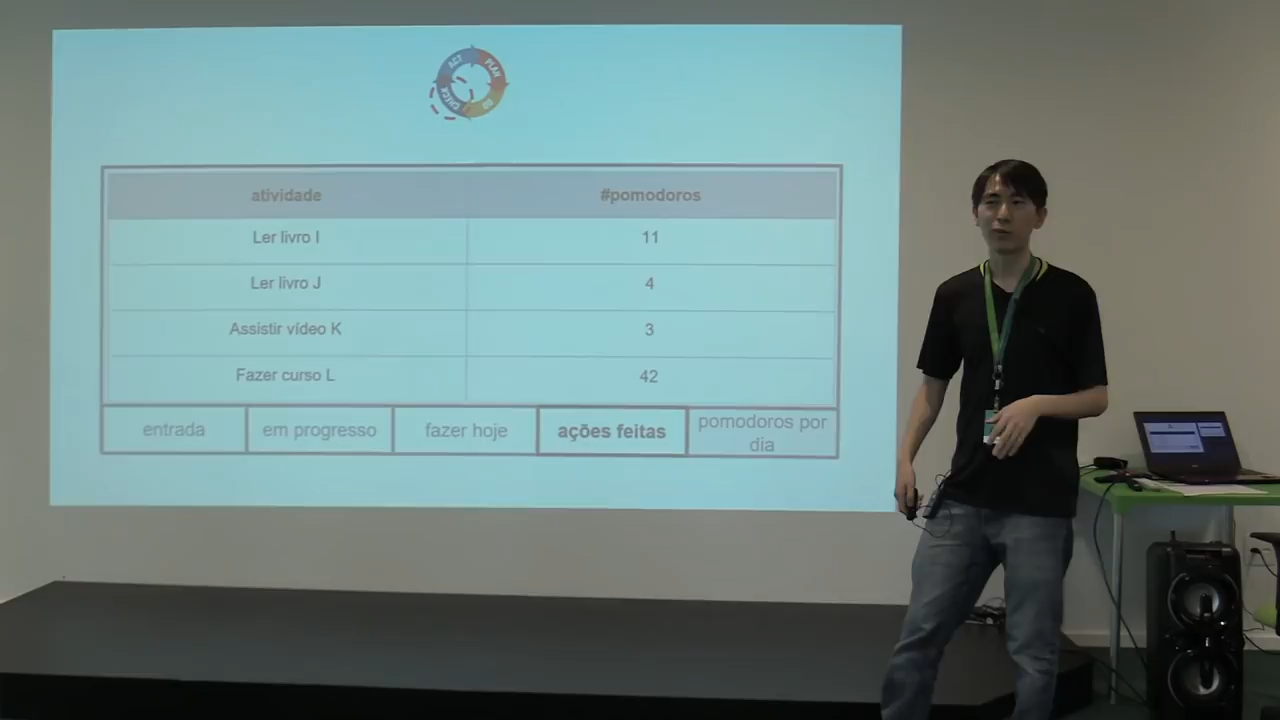 ACT PLAN
CHECK DO
atividade #pomodoros
Ler livro I 11
Ler livro J 4
Assistir vídeo K 3
Fazer curso L 42
entrada em progresso fazer hoje ações feitas pomodoros por
dia